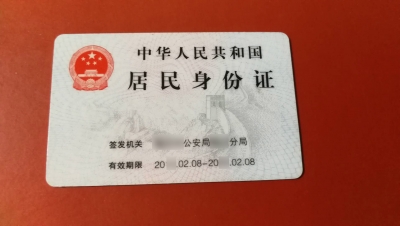 中华人民共和国
居民身份证
签发机关 公安局 分局
有效期限 20 .02.08-20 .02.08